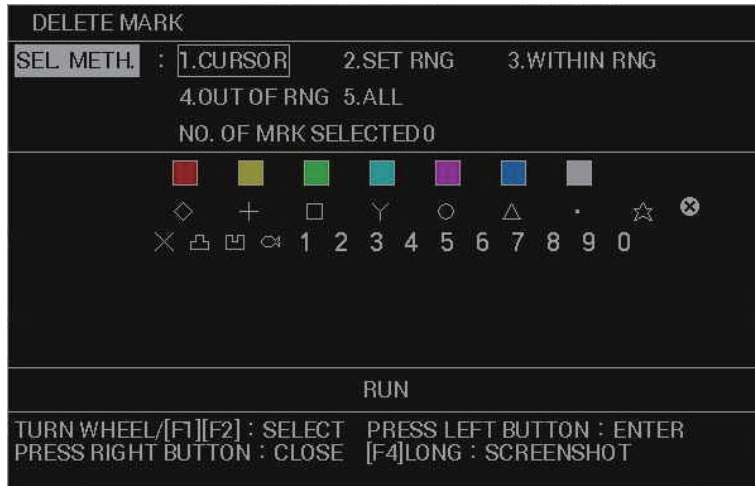 DELETE MARK
SEL. METH. : 1.CURSOR 2.SET RNG 3.WITHIN RNG
4.OUT OF RNG 5.ALL
NO. OF MRK SELECTED 0
1 2 3 4 5 6 7 8 9 0
RUN
TURN WHEEL/[F1][F2] : SELECT PRESS LEFT BUTTON : ENTER
PRESS RIGHT BUTTON : CLOSE [F4]LONG : SCREENSHOT